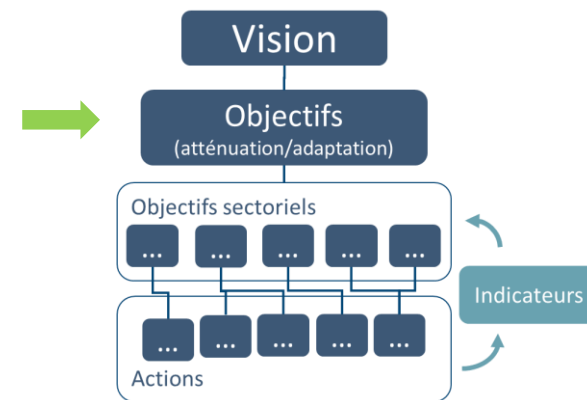 Vision
Objectifs
(atténuation/adaptation)
Objectifs sectoriels
... ... ... ... ...
Indicateurs
... ... ... ... ...
Actions